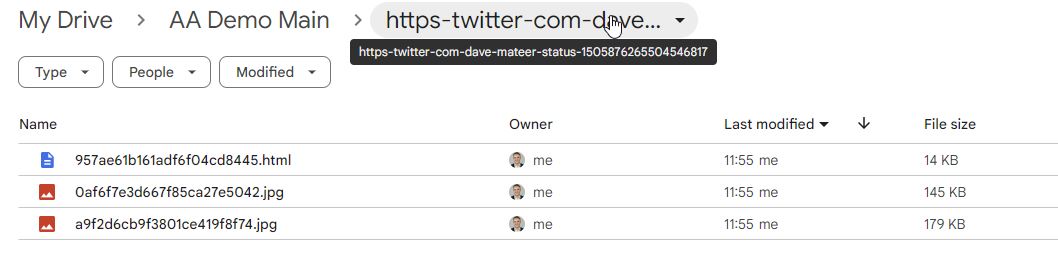 My Drive > AA Demo Main > https-twitter-com-dave...
https-twitter-com-dave-mateer-status-1505876265504546817
Type People Modified
Name Owner Last modified File size
957ae61b161adf6f04cd8445.html me 11:55 me 14 KB
0af6f7e3d667f85ca27e5042.jpg me 11:55 me 145 KB
a9f2d6cb9f3801ce419f8f74.jpg me 11:55 me 179 KB